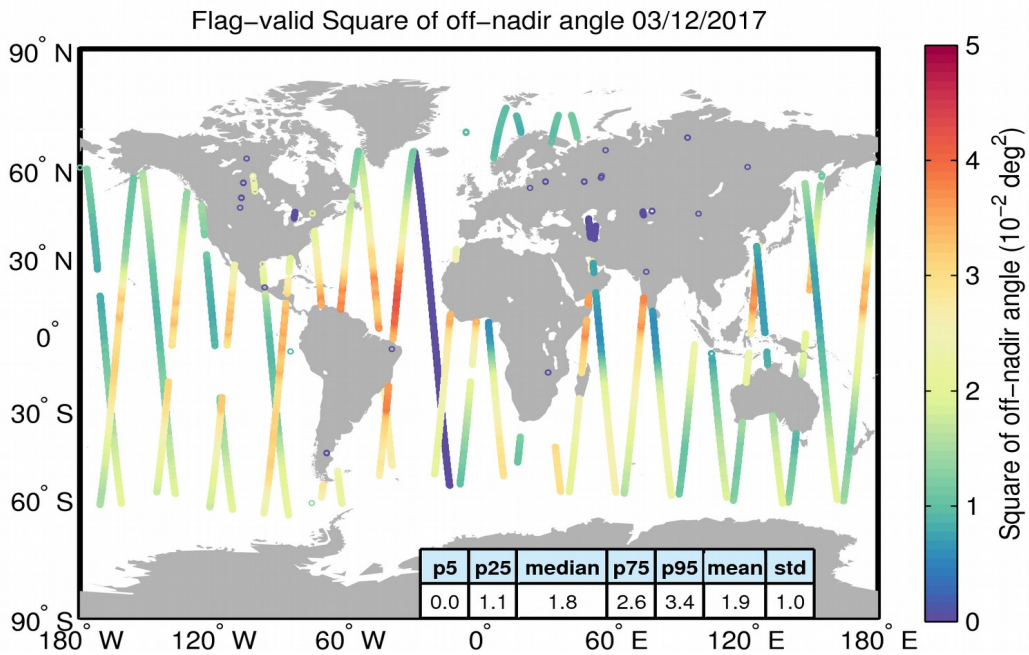 Flag−valid Square of off−nadir angle 03/12/2017
90° N
60° N
30° N
0°
30° S
60° S
90° S
180° W
120° W
60° W
0°
60° E
120° E
180° E
p5 p25 median p75 p95 mean std
0.0 1.1 1.8 2.6 3.4 1.9 1.0
5
4
3
2
1
0
Square of off−nadir angle (10⁻² deg²)